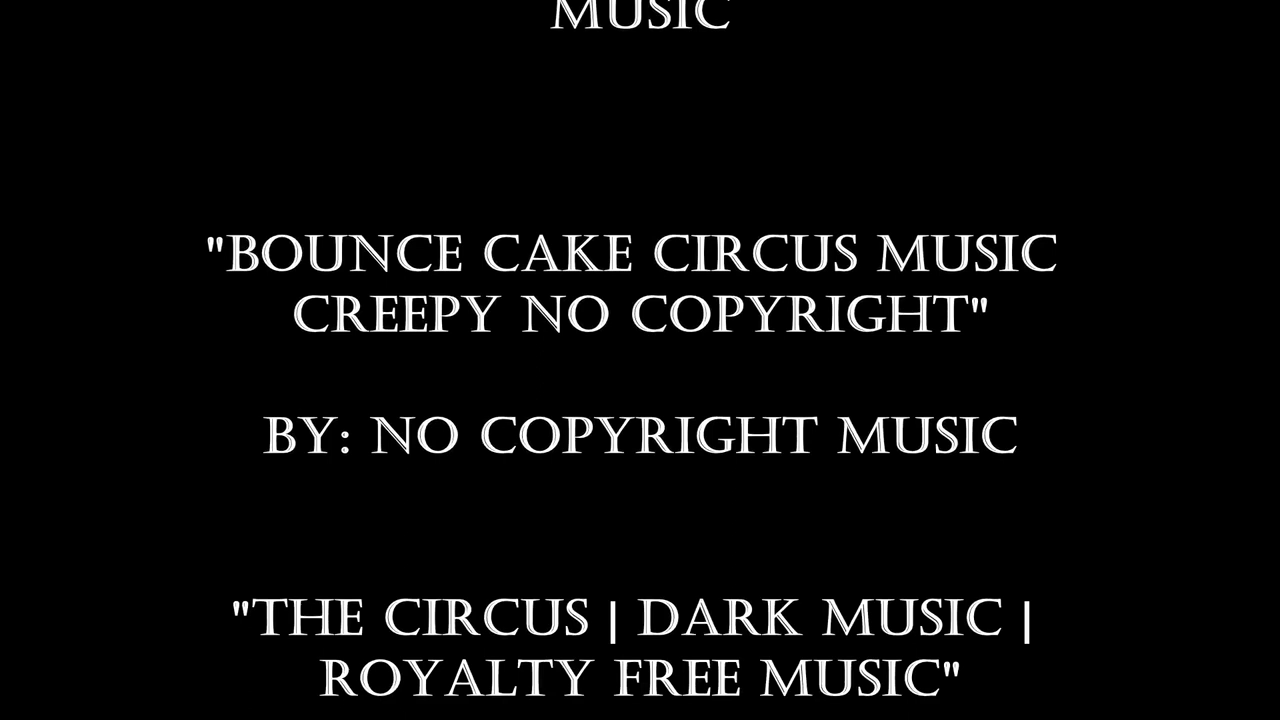 MUSIC
"BOUNCE CAKE CIRCUS MUSIC
CREEPY NO COPYRIGHT"
BY: NO COPYRIGHT MUSIC
"THE CIRCUS | DARK MUSIC |
ROYALTY FREE MUSIC"